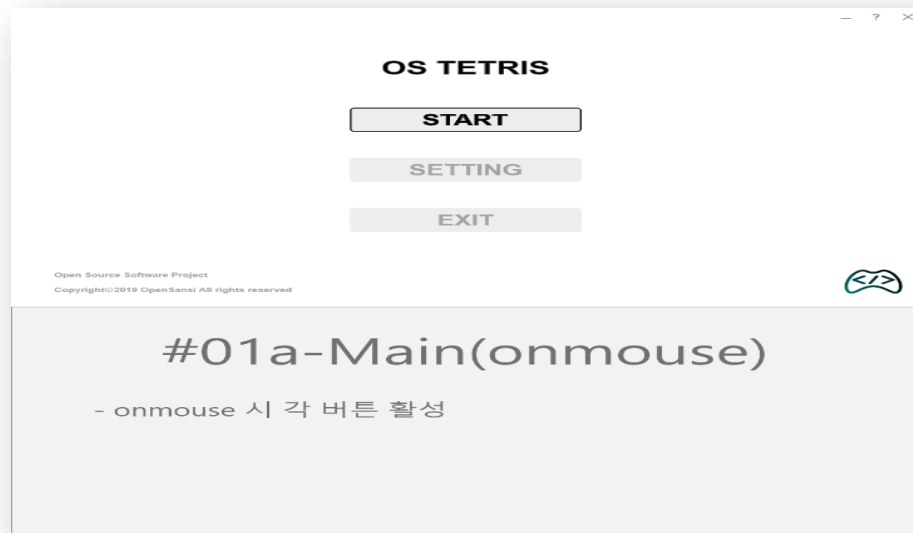 — ? ×
OS TETRIS
START
SETTING
EXIT
Open Source Software Project
Copyright©2019 OpenSansi All rights reserved
</>
#01a-Main(onmouse)
- onmouse 시 각 버튼 활성